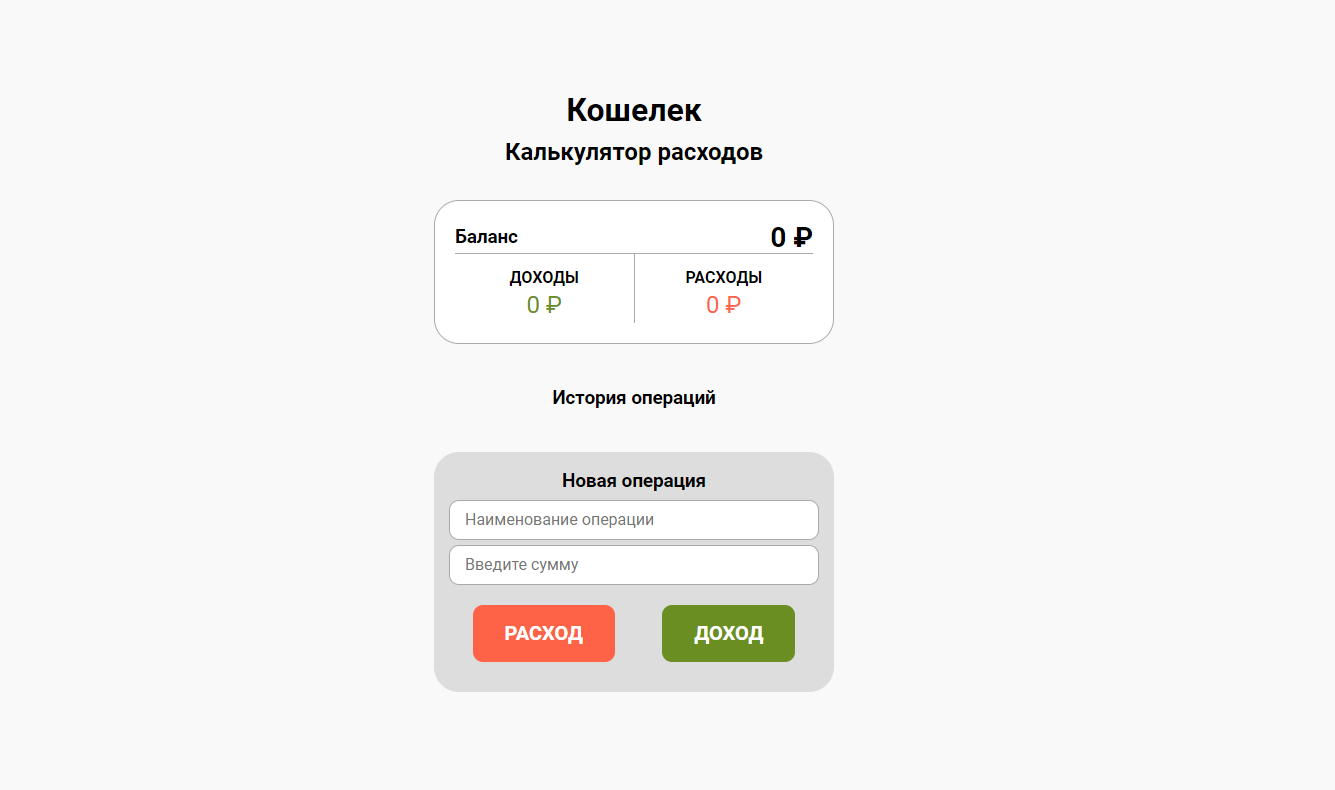 Кошелек
Калькулятор расходов
Баланс 0 ₽
ДОХОДЫ РАСХОДЫ
0 ₽ 0 ₽
История операций
Новая операция
Наименование операции
Введите сумму
РАСХОД ДОХОД